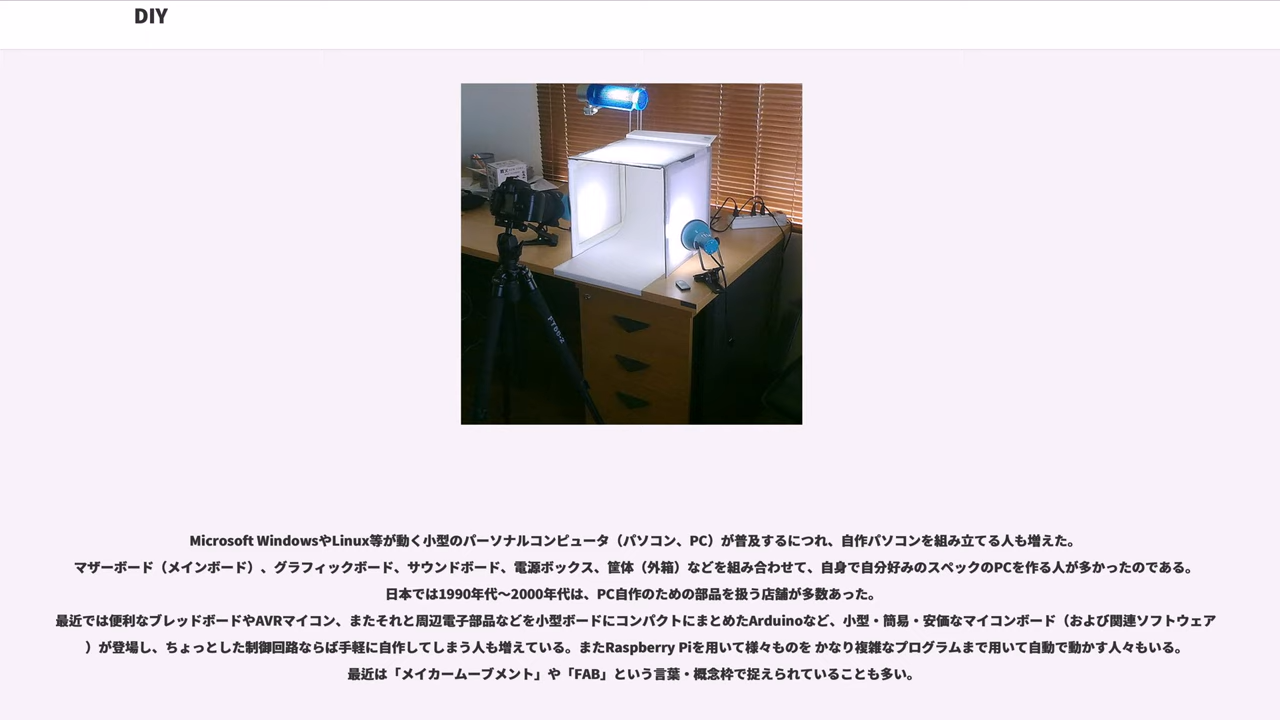 DIY
FT66-Z
Microsoft WindowsやLinux等が動く小型のパーソナルコンピュータ（パソコン、PC）が普及するにつれ、自作パソコンを組み立てる人も増えた。
マザーボード（メインボード）、グラフィックボード、サウンドボード、電源ボックス、筐体（外箱）などを組み合わせて、自身で自分好みのスペックのPCを作る人が多かったのである。
日本では1990年代〜2000年代は、PC自作のための部品を扱う店舗が多数あった。
最近では便利なブレッドボードやAVRマイコン、またそれと周辺電子部品などを小型ボードにコンパクトにまとめたArduinoなど、小型・簡易・安価なマイコンボード（および関連ソフトウェア
）が登場し、ちょっとした制御回路ならば手軽に自作してしまう人も増えている。またRaspberry Piを用いて様々ものを かなり複雑なプログラムまで用いて自動で動かす人々もいる。
最近は「メイカームーブメント」や「FAB」という言葉・概念枠で捉えられていることも多い。